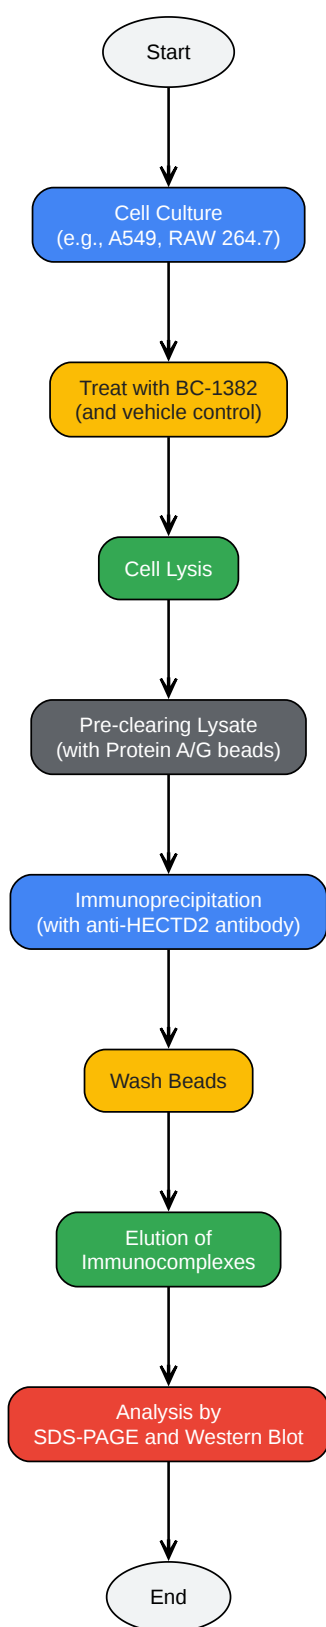 Start
Cell Culture
(e.g., A549, RAW 264.7)
Treat with BC-1382
(and vehicle control)
Cell Lysis
Pre-clearing Lysate
(with Protein A/G beads)
Immunoprecipitation
(with anti-HECTD2 antibody)
Wash Beads
Elution of
Immunocomplexes
Analysis by
SDS-PAGE and Western Blot
End